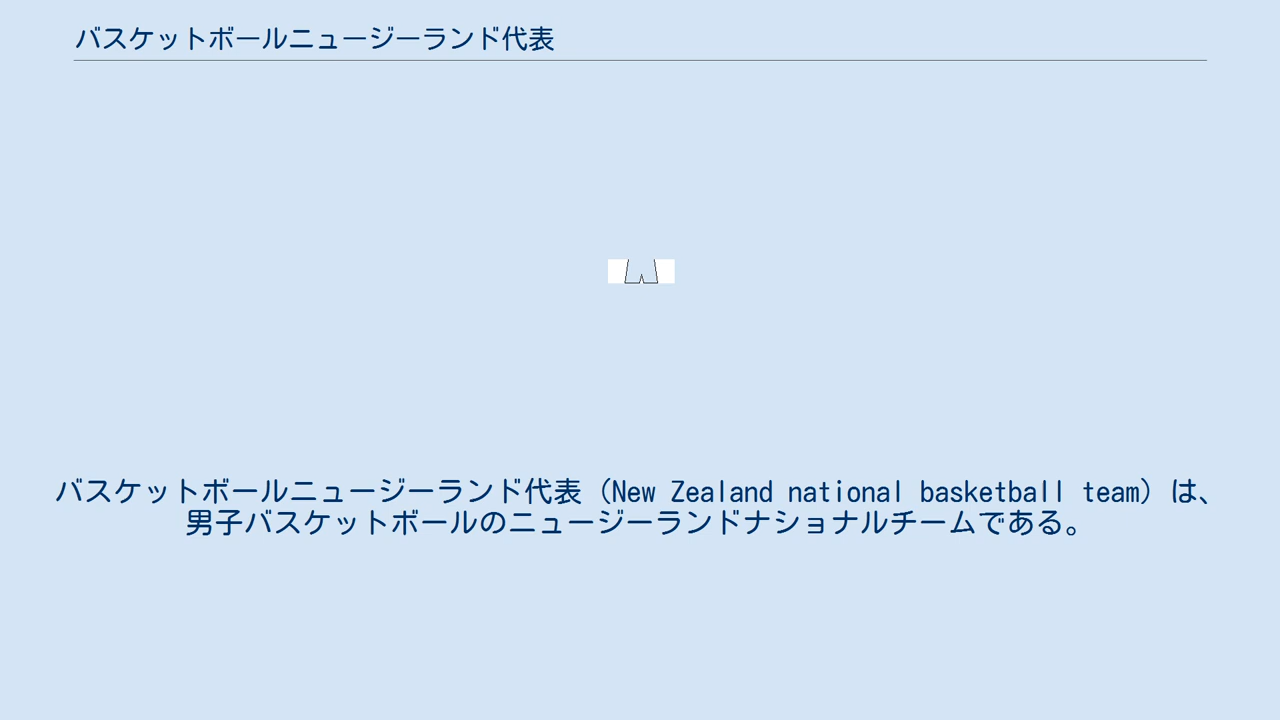 バスケットボールニュージーランド代表
バスケットボールニュージーランド代表（New Zealand national basketball team）は、
男子バスケットボールのニュージーランドナショナルチームである。